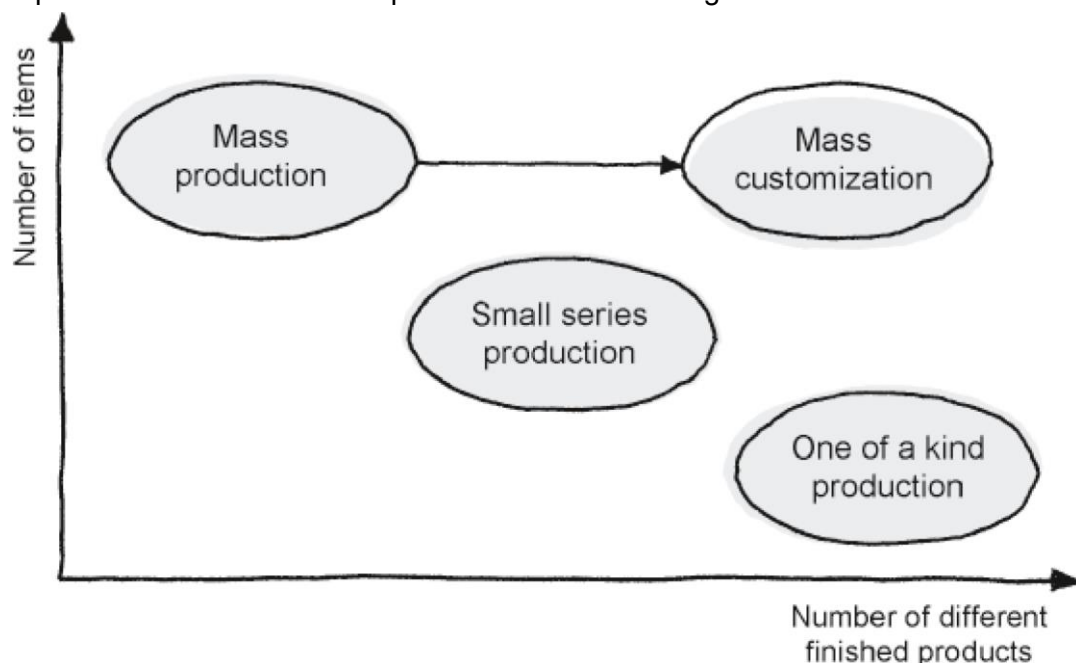 Number of items
Mass
production
Mass
customization
Small series
production
One of a kind
production
Number of different
finished products